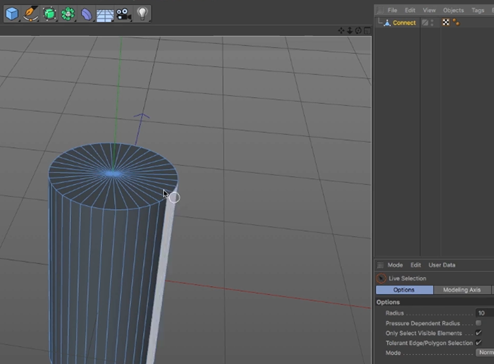 File Edit View Objects Tags
Connect
Mode Edit User Data
Live Selection
Options Modeling Axis
Options
Radius 10
Pressure Dependent Radius
Only Select Visible Elements
Tolerant Edge/Polygon Selection
Mode